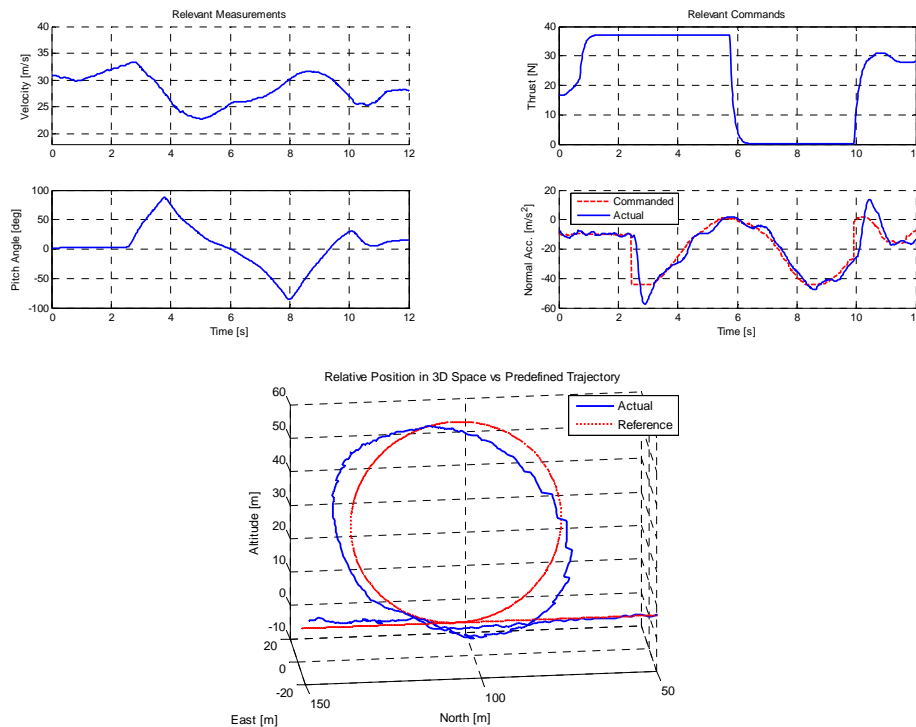 Relevant Measurements
Velocity [m/s]
40
35
30
25
20
0 2 4 6 8 10 12
Pitch Angle [deg]
100
50
0
-50
-100
0 2 4 6 8 10 12
Time [s]
Relevant Commands
Thrust [N]
40
30
20
10
0
0 2 4 6 8 10 12
Normal Acc. [m/s²]
20
0
-20
-40
-60
Commanded
Actual
0 2 4 6 8 10 12
Time [s]
Relative Position in 3D Space vs Predefined Trajectory
Actual
Reference
Altitude [m]
60
50
40
30
20
10
0
-10
20
0
-20
East [m]
150
100
50
North [m]